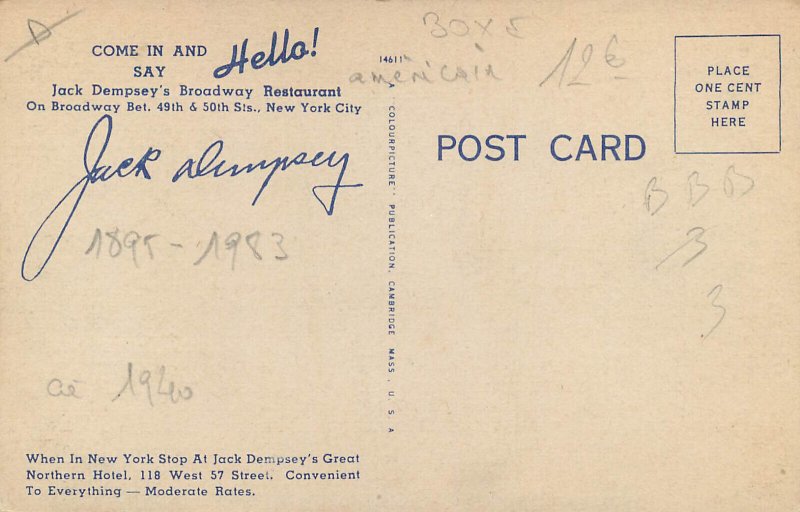 COME IN AND
SAY Hello!
Jack Dempsey's Broadway Restaurant
On Broadway Bet. 49th & 50th Sts., New York City
Jack Dempsey
1895 - 1983
1940
When In New York Stop At Jack Dempsey's Great
Northern Hotel, 118 West 57 Street. Convenient
To Everything — Moderate Rates.
14611
A COLOURPICTURE" PUBLICATION, CAMBRIDGE MASS., U. S. A
américain
12€
POST CARD
PLACE
ONE CENT
STAMP
HERE
B B B
3
3